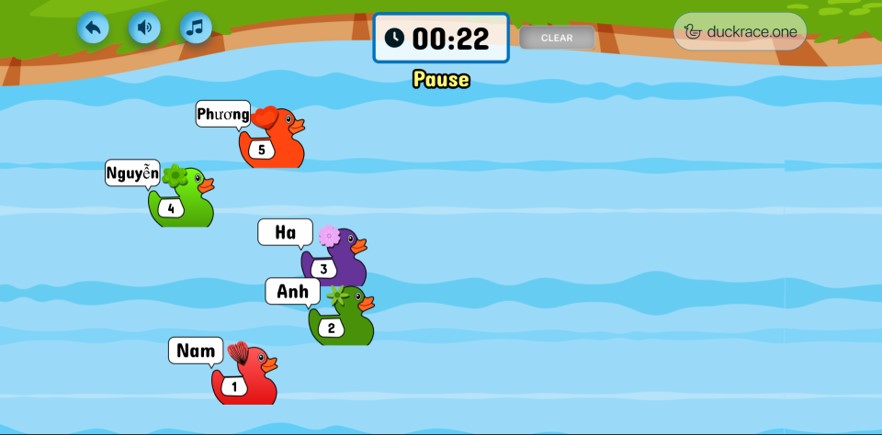 00:22
CLEAR
duckrace.one
Pause
Phương
5
Nguyễn
4
Ha
3
Anh
2
Nam
1